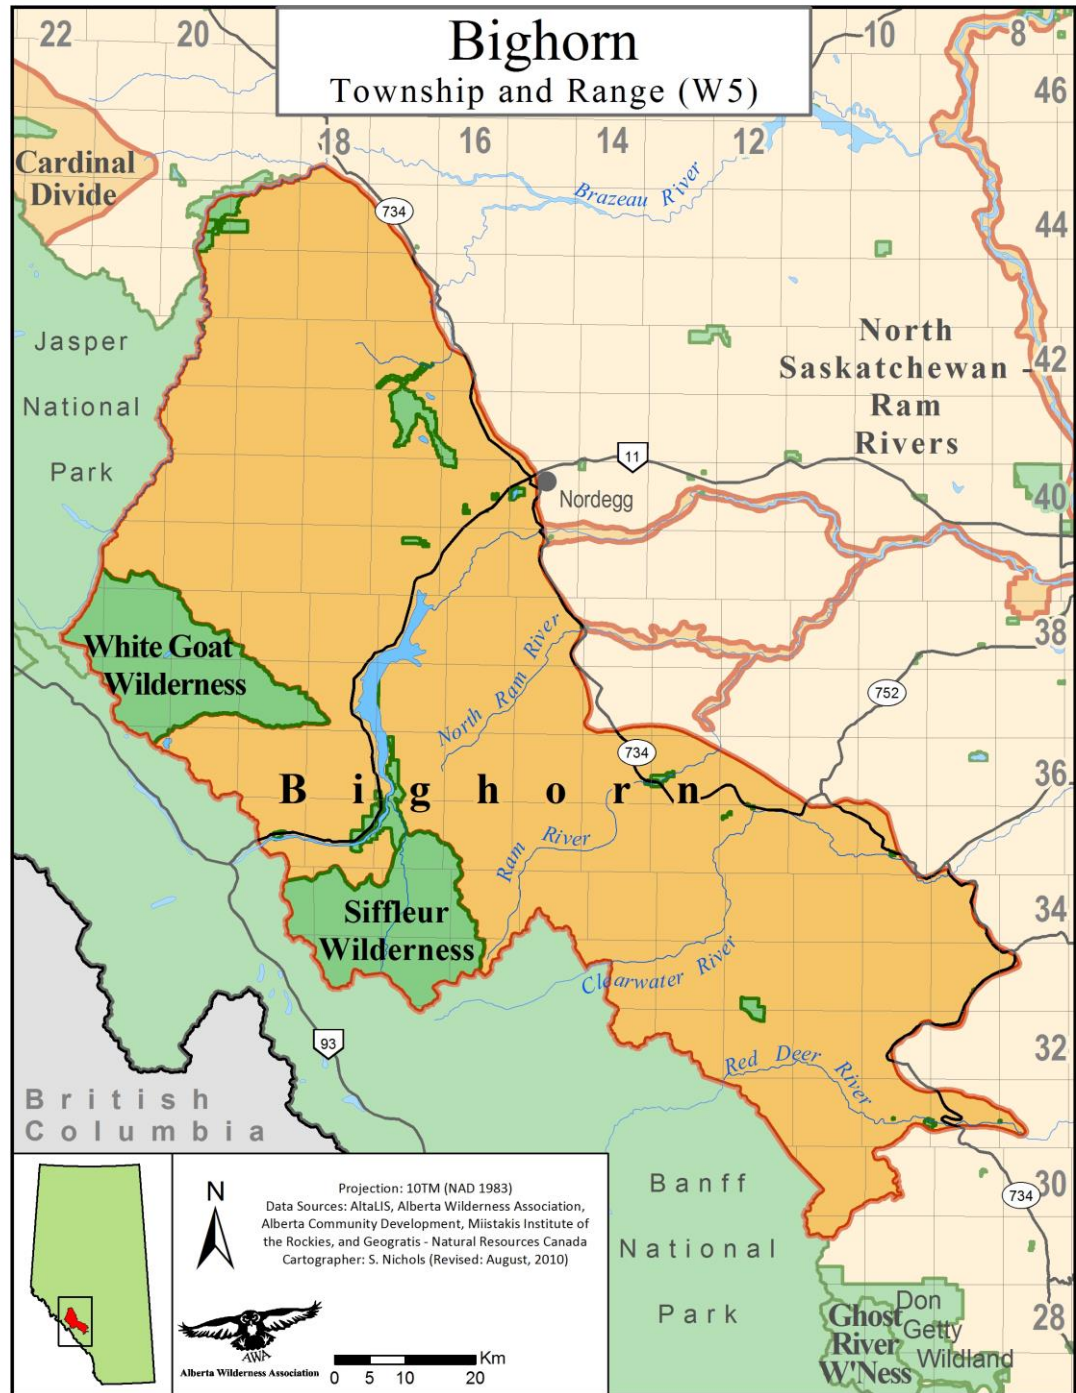 Bighorn
Township and Range (W5)
22
20
18
16
14
12
10
8
46
44
42
40
38
36
34
32
30
28
Cardinal
Divide
734
Brazeau River
Jasper
National
Park
North
Saskatchewan -
Ram
Rivers
11
Nordegg
White Goat
Wilderness
North Ram River
752
734
Bighorn
Ram River
Siffleur
Wilderness
Clearwater River
93
Red Deer River
British
Columbia
734
Banff
National
Park
Ghost
River
W'Ness
Don
Getty
Wildland
N
Projection: 10TM (NAD 1983)
Data Sources: AltaLIS, Alberta Wilderness Association,
Alberta Community Development, Miistakis Institute of
the Rockies, and Geogratis - Natural Resources Canada
Cartographer: S. Nichols (Revised: August, 2010)
AWA
Alberta Wilderness Association
Km
0 5 10 20